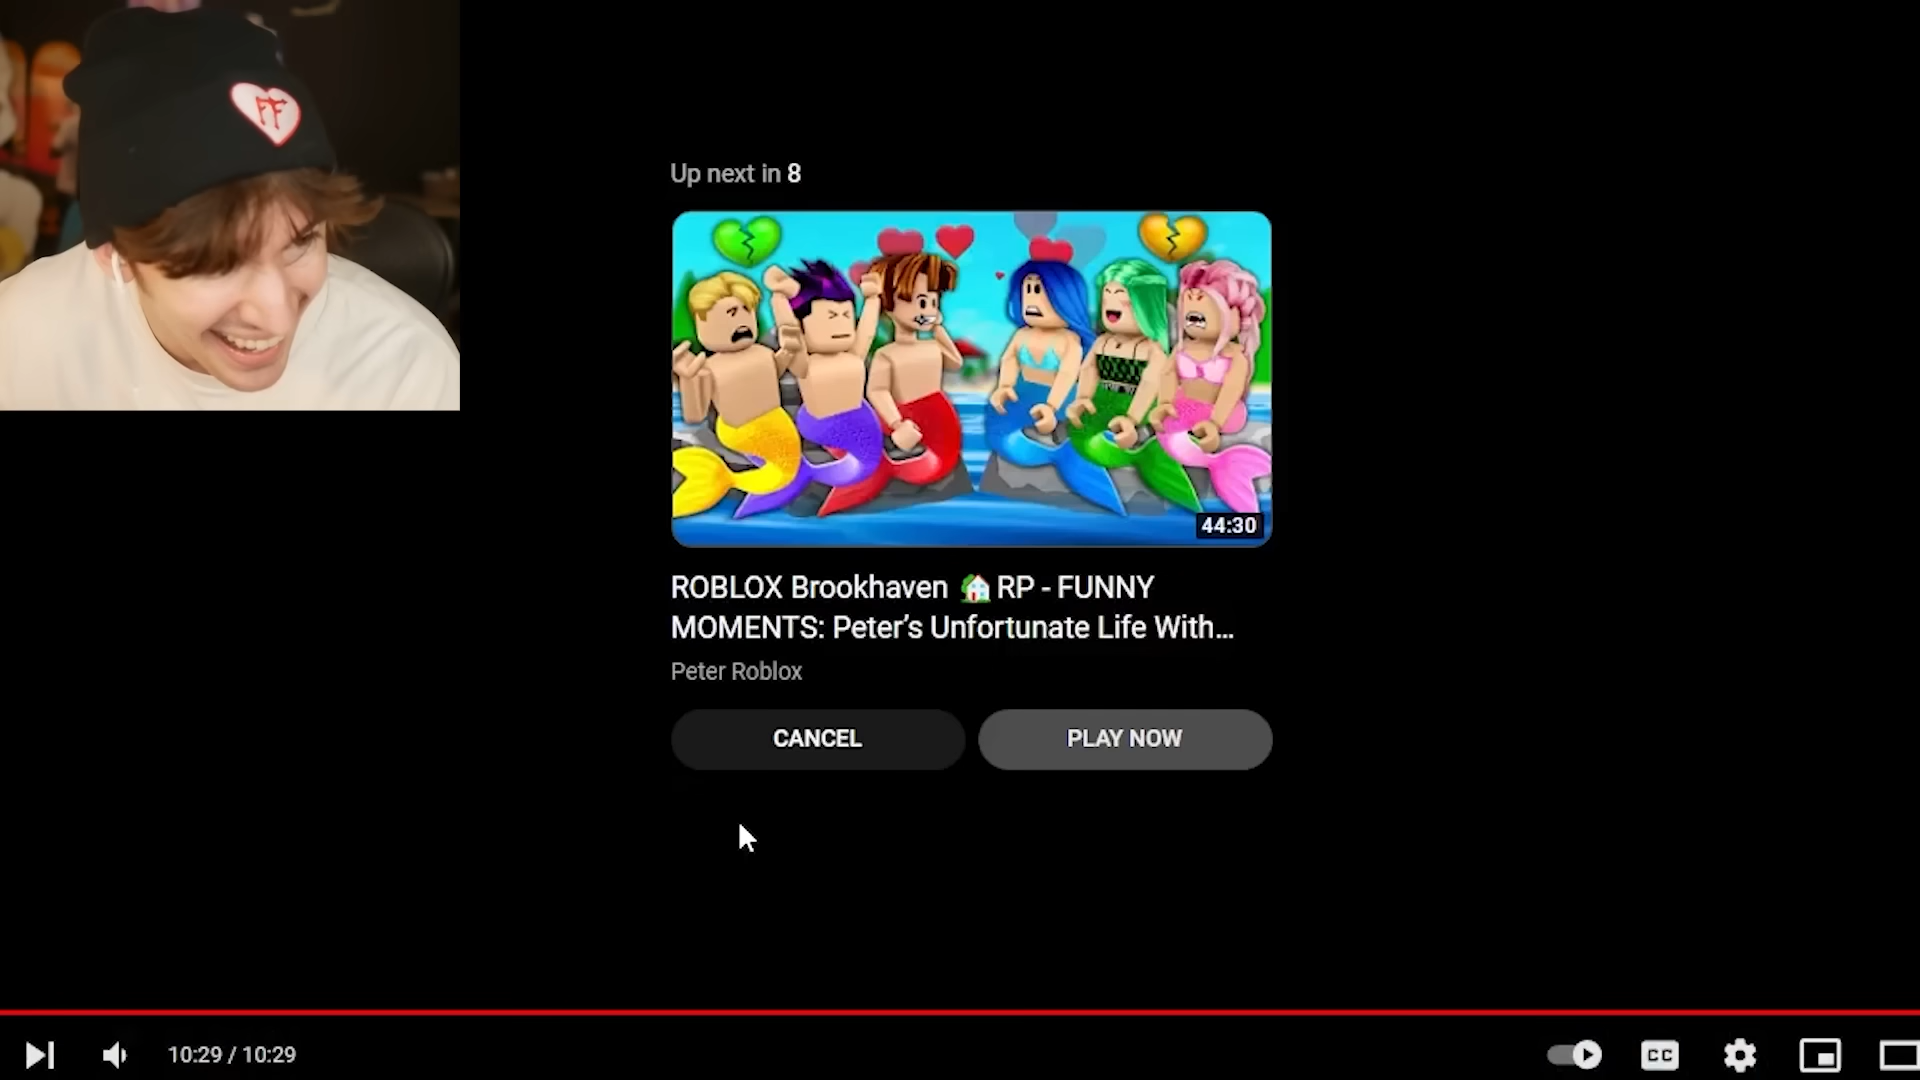 FF
Up next in 8
44:30
ROBLOX Brookhaven 🏡 RP - FUNNY
MOMENTS: Peter’s Unfortunate Life With...
Peter Roblox
CANCEL
PLAY NOW
10:29 / 10:29
CC